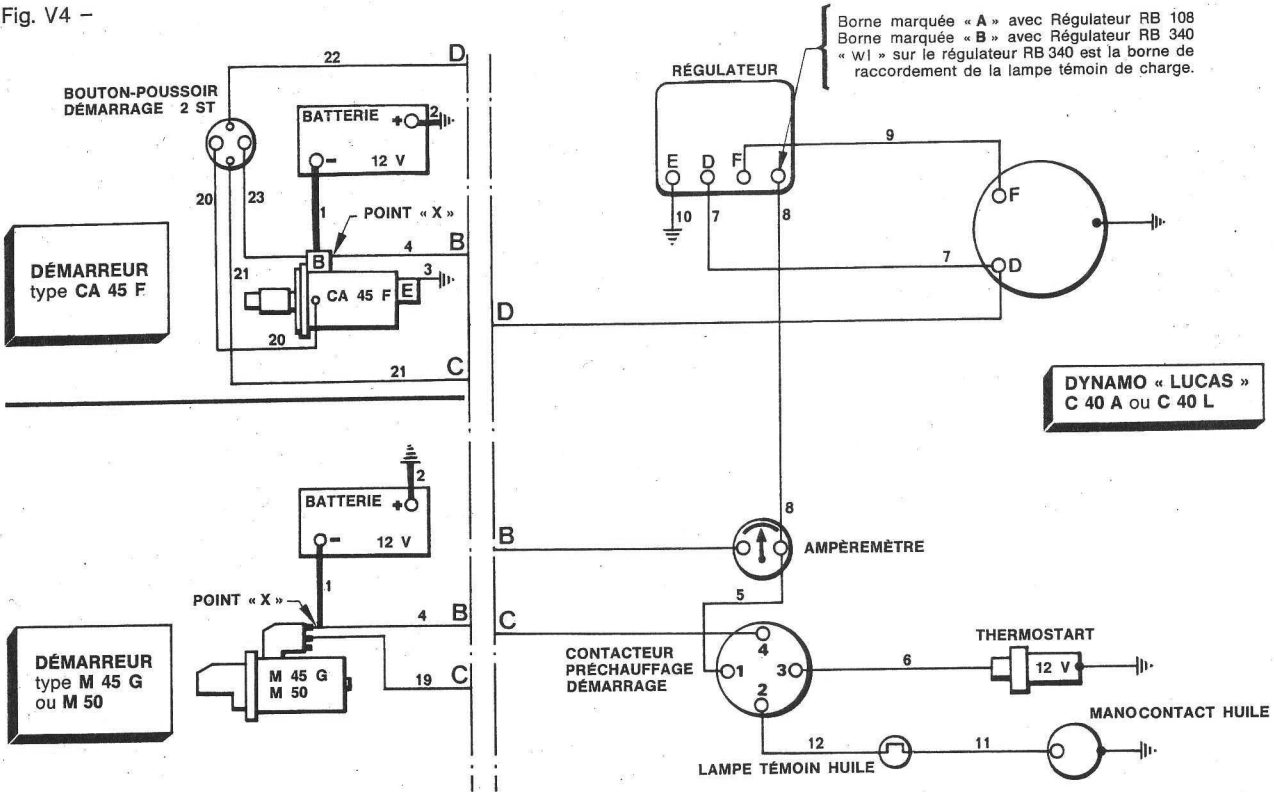 Fig. V4 –
Borne marquée « A » avec Régulateur RB 108
Borne marquée « B » avec Régulateur RB 340
« wl » sur le régulateur RB 340 est la borne de
raccordement de la lampe témoin de charge.
22
D
BOUTON-POUSSOIR
DÉMARRAGE 2 ST
BATTERIE
+
2
−
12 V
20
23
1
POINT « X »
4
B
B
3
DÉMARREUR
type CA 45 F
21
CA 45 F
E
20
21
C
RÉGULATEUR
E
D
F
9
10
7
8
F
7
D
D
DYNAMO « LUCAS »
C 40 A ou C 40 L
2
BATTERIE
+
−
12 V
1
POINT « X »
4
B
DÉMARREUR
type M 45 G
ou M 50
M 45 G
M 50
19
C
8
B
AMPÈREMÈTRE
5
C
CONTACTEUR
PRÉCHAUFFAGE
DÉMARRAGE
4
1
3
2
6
THERMOSTART
12 V
MANOCONTACT HUILE
12
11
LAMPE TÉMOIN HUILE